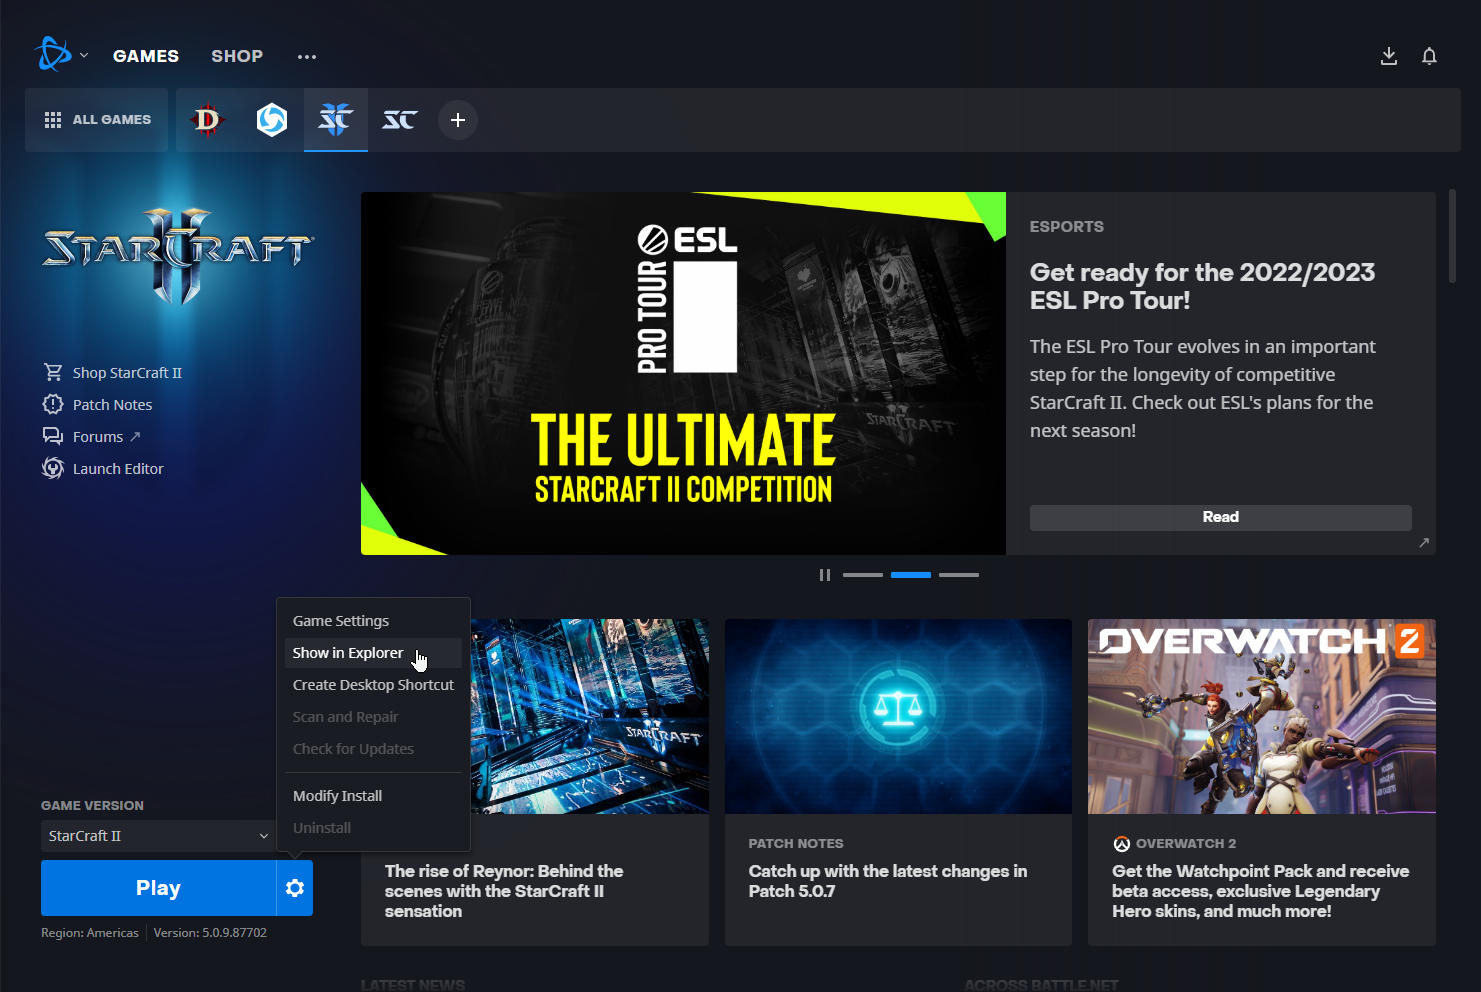 GAMES
SHOP
ALL GAMES
STARCRAFT
II
Shop StarCraft II
Patch Notes
Forums
Launch Editor
ESL
PRO TOUR
THE ULTIMATE
STARCRAFT II COMPETITION
STARCRAFT
ESPORTS
Get ready for the 2022/2023
ESL Pro Tour!
The ESL Pro Tour evolves in an important
step for the longevity of competitive
StarCraft II. Check out ESL's plans for the
next season!
Read
Game Settings
Show in Explorer
Create Desktop Shortcut
Scan and Repair
Check for Updates
Modify Install
Uninstall
GAME VERSION
StarCraft II
Play
Region: Americas
Version: 5.0.9.87702
STARCRAFT
The rise of Reynor: Behind the
scenes with the StarCraft II
sensation
PATCH NOTES
Catch up with the latest changes in
Patch 5.0.7
OVERWATCH 2
OVERWATCH 2
Get the Watchpoint Pack and receive
beta access, exclusive Legendary
Hero skins, and much more!
LATEST NEWS
ACROSS BATTLE.NET